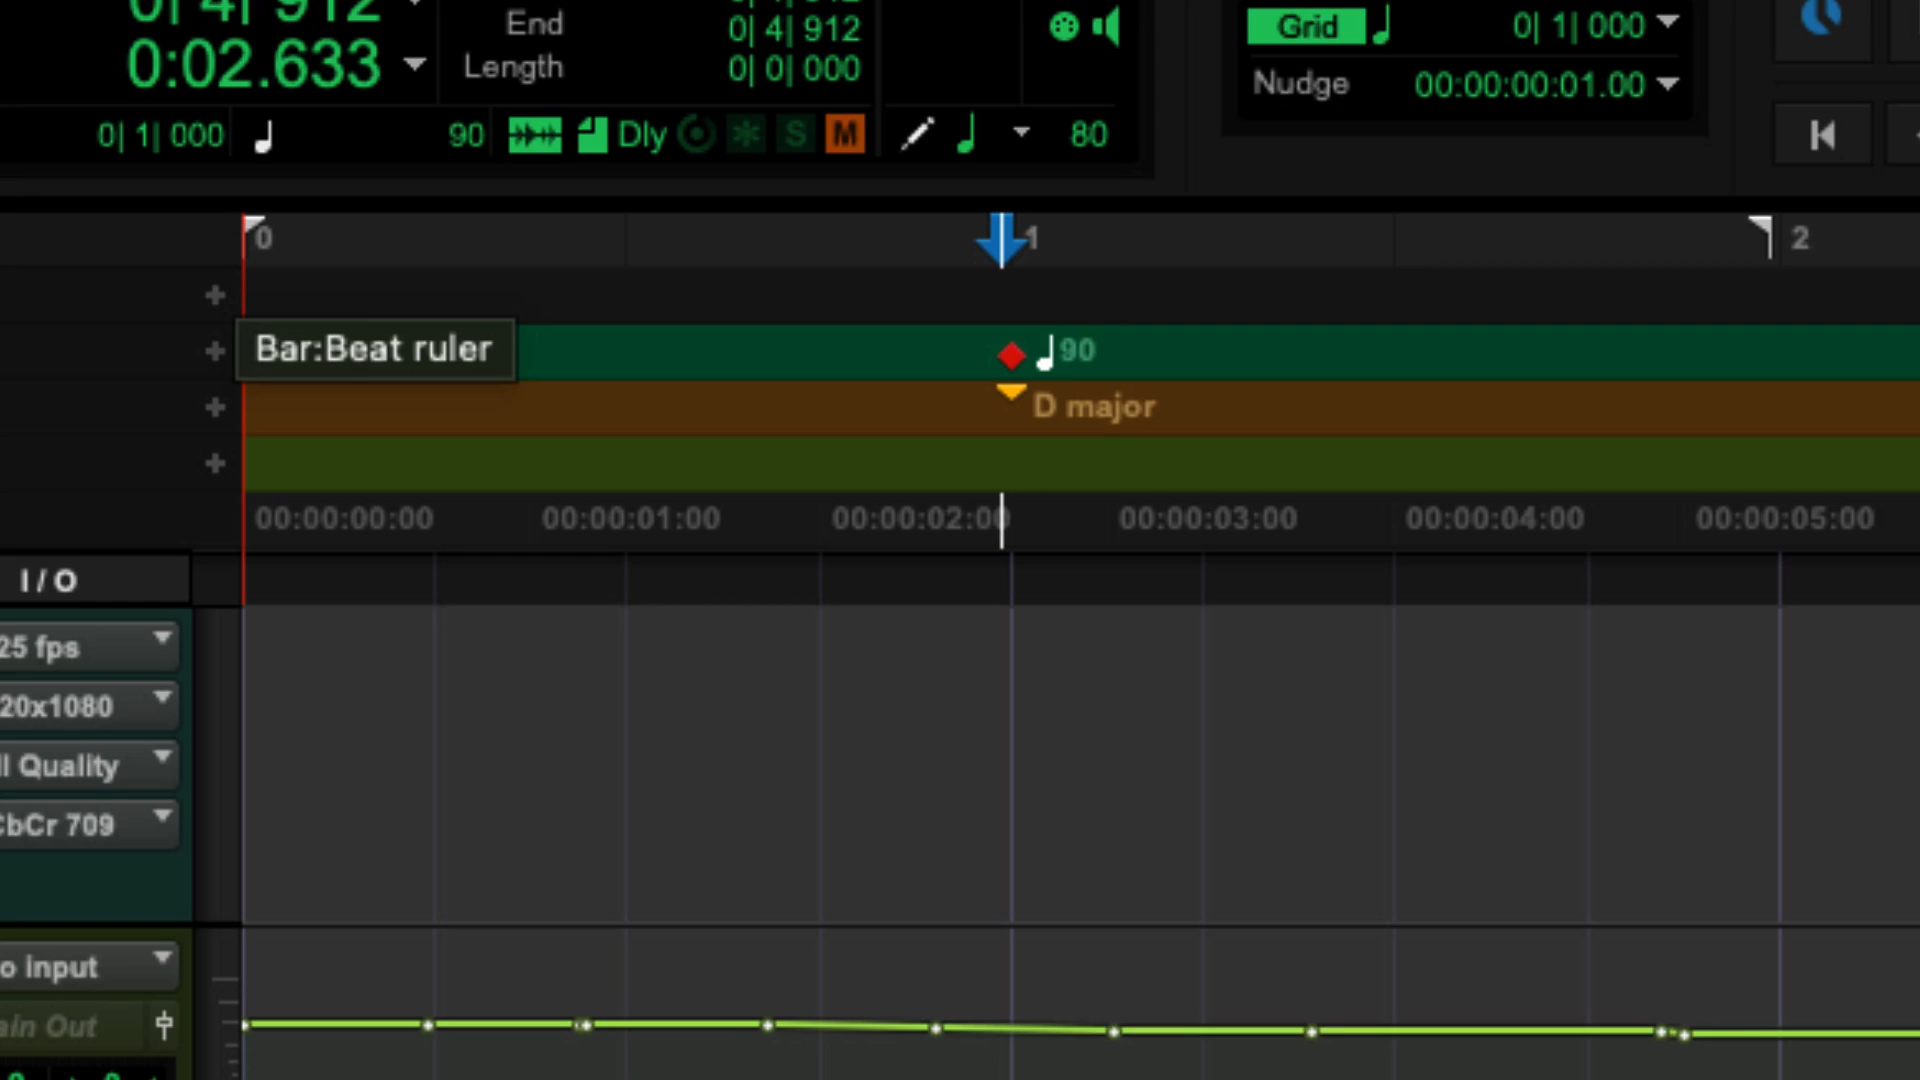 0| 4| 912
0:02.633
End 0| 4| 912
Length 0| 0| 000
Grid 0| 1| 000
Nudge 00:00:00:01.00
0| 1| 000 90 Dly S M 80
0 1 2
Bar:Beat ruler 90
D major
00:00:00:00 00:00:01:00 00:00:02:00 00:00:03:00 00:00:04:00 00:00:05:00
I / O
25 fps
20x1080
ll Quality
CbCr 709
o input
ain Out